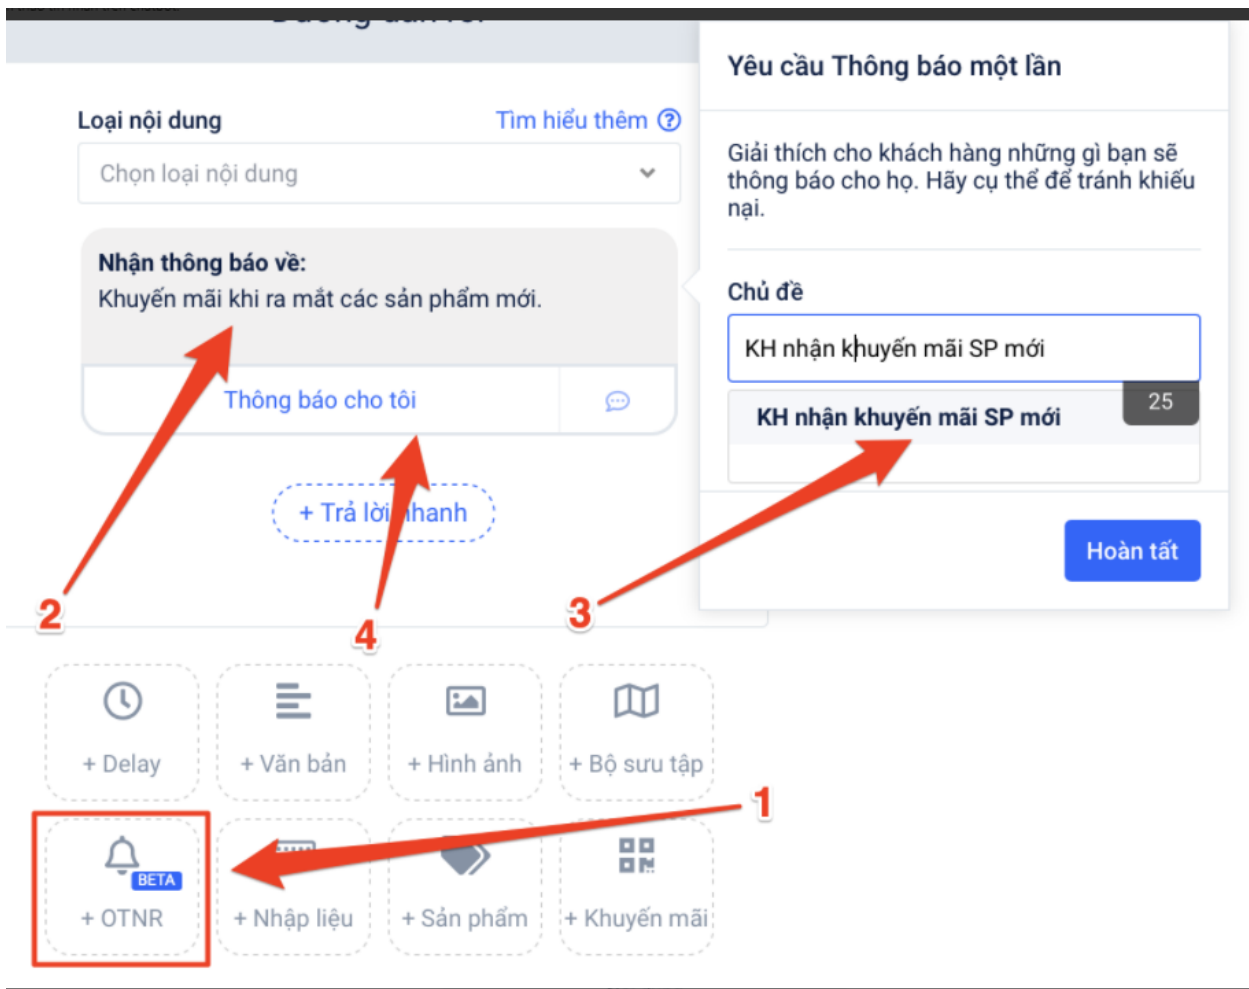 Yêu cầu Thông báo một lần
Loại nội dung
Tìm hiểu thêm
Chọn loại nội dung
Giải thích cho khách hàng những gì bạn sẽ
thông báo cho họ. Hãy cụ thể để tránh khiếu
nại.
Nhận thông báo về:
Khuyến mãi khi ra mắt các sản phẩm mới.
Chủ đề
KH nhận khuyến mãi SP mới
25
KH nhận khuyến mãi SP mới
Thông báo cho tôi
+ Trả lời nhanh
Hoàn tất
2
4
3
+ Delay
+ Văn bản
+ Hình ảnh
+ Bộ sưu tập
1
BETA
+ OTNR
+ Nhập liệu
+ Sản phẩm
+ Khuyến mãi